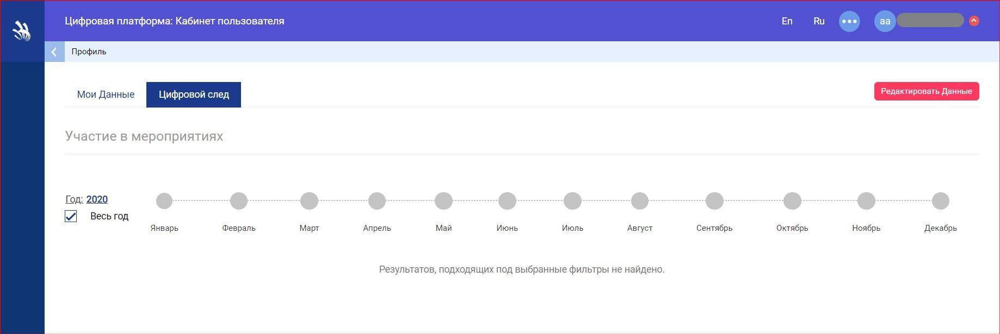 Цифровая платформа: Кабинет пользователя
En Ru аа
Профиль
Мои Данные Цифровой след Редактировать Данные
Участие в мероприятиях
Год: 2020
Весь год
Январь Февраль Март Апрель Май Июнь Июль Август Сентябрь Октябрь Ноябрь Декабрь
Результатов, подходящих под выбранные фильтры не найдено.